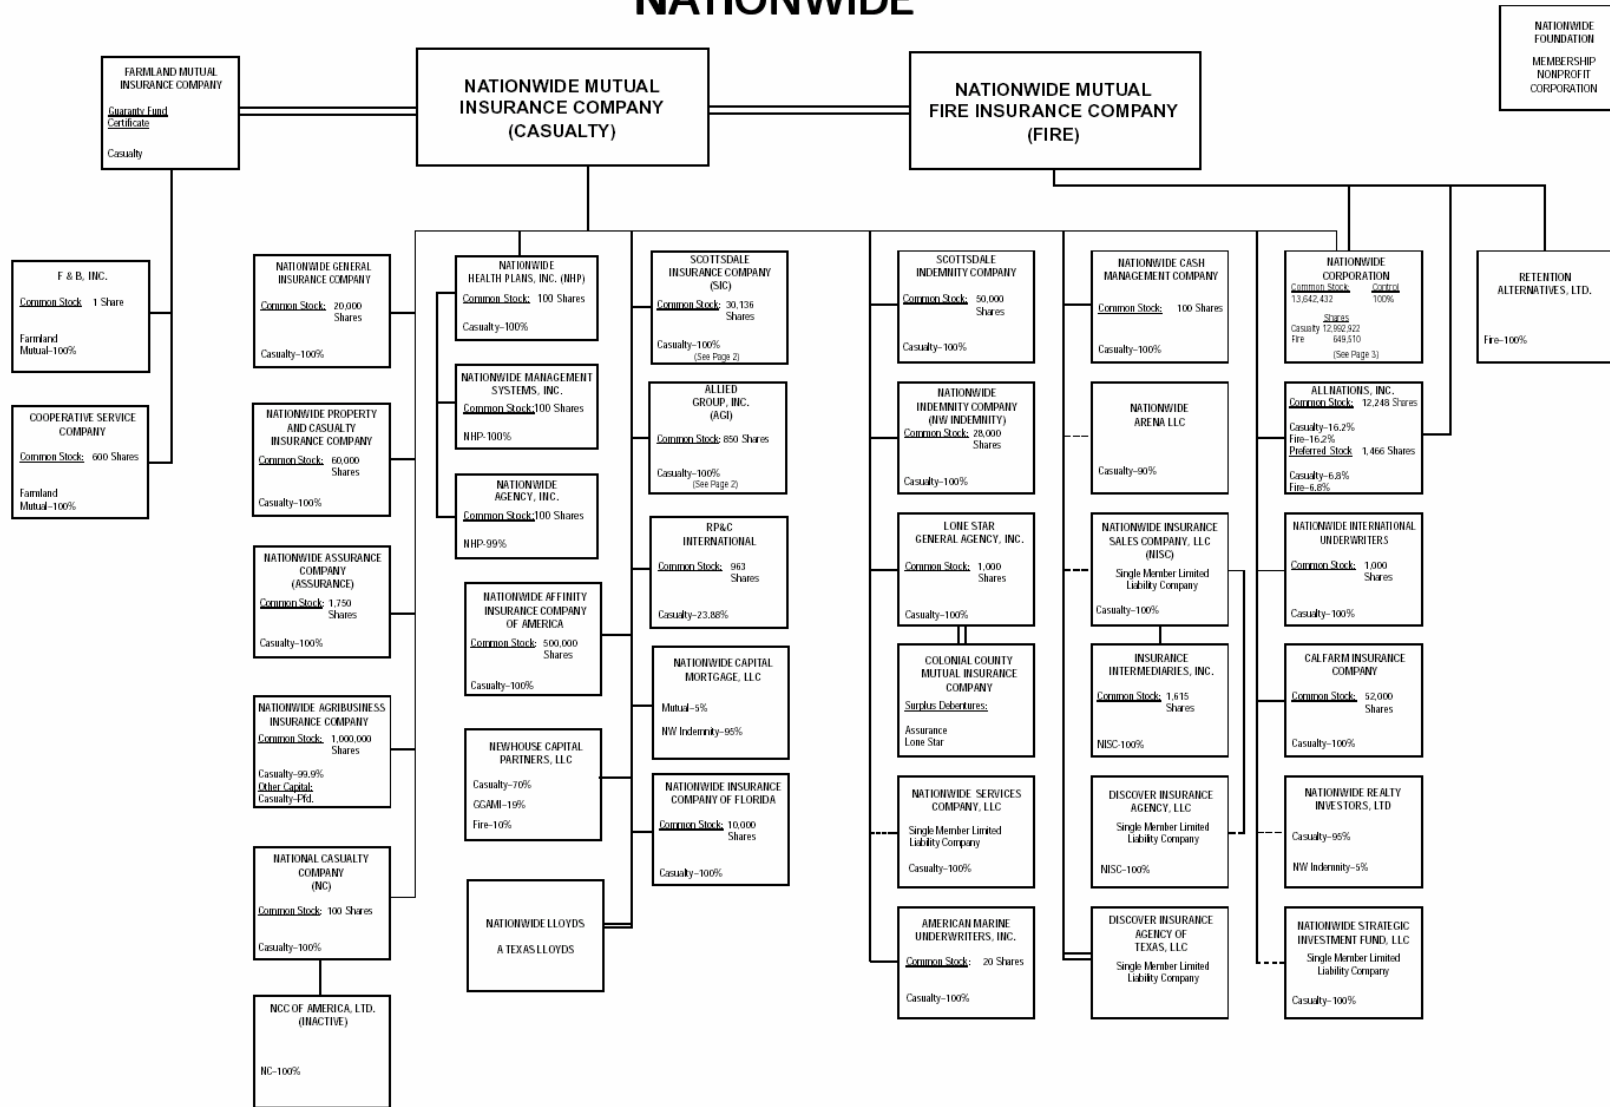 NATIONWIDE
NATIONWIDE
FOUNDATION
MEMBERSHIP
NONPROFIT
CORPORATION
FARMLAND MUTUAL
INSURANCE COMPANY
Guaranty Fund
Certificate
Casualty
NATIONWIDE MUTUAL
INSURANCE COMPANY
(CASUALTY)
NATIONWIDE MUTUAL
FIRE INSURANCE COMPANY
(FIRE)
F & B, INC.
Common Stock 1 Share
Farmland
Mutual–100%
COOPERATIVE SERVICE
COMPANY
Common Stock: 600 Shares
Farmland
Mutual–100%
NATIONWIDE GENERAL
INSURANCE COMPANY
Common Stock: 20,000
Shares
Casualty–100%
NATIONWIDE PROPERTY
AND CASUALTY
INSURANCE COMPANY
Common Stock: 60,000
Shares
Casualty–100%
NATIONWIDE ASSURANCE
COMPANY
(ASSURANCE)
Common Stock: 1,750
Shares
Casualty–100%
NATIONWIDE AGRIBUSINESS
INSURANCE COMPANY
Common Stock: 1,000,000
Shares
Casualty–99.9%
Other Capital:
Casualty–Pfd.
NATIONAL CASUALTY
COMPANY
(NC)
Common Stock: 100 Shares
Casualty–100%
NCC OF AMERICA, LTD.
(INACTIVE)
NC–100%
NATIONWIDE
HEALTH PLANS, INC. (NHP)
Common Stock: 100 Shares
Casualty–100%
NATIONWIDE MANAGEMENT
SYSTEMS, INC.
Common Stock:100 Shares
NHP-100%
NATIONWIDE
AGENCY, INC.
Common Stock:100 Shares
NHP–99%
NATIONWIDE AFFINITY
INSURANCE COMPANY
OF AMERICA
Common Stock: 500,000
Shares
Casualty–100%
NEWHOUSE CAPITAL
PARTNERS, LLC
Casualty–70%
GGAMI–19%
Fire–10%
NATIONWIDE LLOYDS
A TEXAS LLOYDS
SCOTTSDALE
INSURANCE COMPANY
(SIC)
Common Stock: 30,136
Shares
Casualty–100%
(See Page 2)
ALLIED
GROUP, INC.
(AGI)
Common Stock: 850 Shares
Casualty–100%
(See Page 2)
RP&C
INTERNATIONAL
Common Stock: 963
Shares
Casualty–23.88%
NATIONWIDE CAPITAL
MORTGAGE, LLC
Mutual–5%
NW Indemnity–95%
NATIONWIDE INSURANCE
COMPANY OF FLORIDA
Common Stock: 10,000
Shares
Casualty–100%
SCOTTSDALE
INDEMNITY COMPANY
Common Stock: 50,000
Shares
Casualty–100%
NATIONWIDE
INDEMNITY COMPANY
(NW INDEMNITY)
Common Stock: 28,000
Shares
Casualty–100%
LONE STAR
GENERAL AGENCY, INC.
Common Stock: 1,000
Shares
Casualty–100%
COLONIAL COUNTY
MUTUAL INSURANCE
COMPANY
Surplus Debentures:
Assurance
Lone Star
NATIONWIDE SERVICES
COMPANY, LLC
Single Member Limited
Liability Company
Casualty–100%
AMERICAN MARINE
UNDERWRITERS, INC.
Common Stock: 20 Shares
Casualty–100%
NATIONWIDE CASH
MANAGEMENT COMPANY
Common Stock: 100 Shares
Casualty–100%
NATIONWIDE
ARENA LLC
Casualty–90%
NATIONWIDE INSURANCE
SALES COMPANY, LLC
(NISC)
Single Member Limited
Liability Company
Casualty–100%
INSURANCE
INTERMEDIARIES, INC.
Common Stock: 1,615
Shares
NISC-100%
DISCOVER INSURANCE
AGENCY, LLC
Single Member Limited
Liability Company
NISC-100%
DISCOVER INSURANCE
AGENCY OF
TEXAS, LLC
Single Member Limited
Liability Company
NATIONWIDE
CORPORATION
Common Stock: Control
13,642,432 100%
Shares
Casualty 12,992,922
Fire 649,510
(See Page 3)
ALLNATIONS, INC.
Common Stock: 12,248 Shares
Casualty–16.2%
Fire–16.2%
Preferred Stock 1,466 Shares
Casualty–6.8%
Fire–6.8%
NATIONWIDE INTERNATIONAL
UNDERWRITERS
Common Stock: 1,000
Shares
Casualty–100%
CALFARM INSURANCE
COMPANY
Common Stock: 52,000
Shares
Casualty–100%
NATIONWIDE REALTY
INVESTORS, LTD
Casualty–95%
NW Indemnity–5%
NATIONWIDE STRATEGIC
INVESTMENT FUND, LLC
Single Member Limited
Liability Company
Casualty–100%
RETENTION
ALTERNATIVES, LTD.
Fire–100%